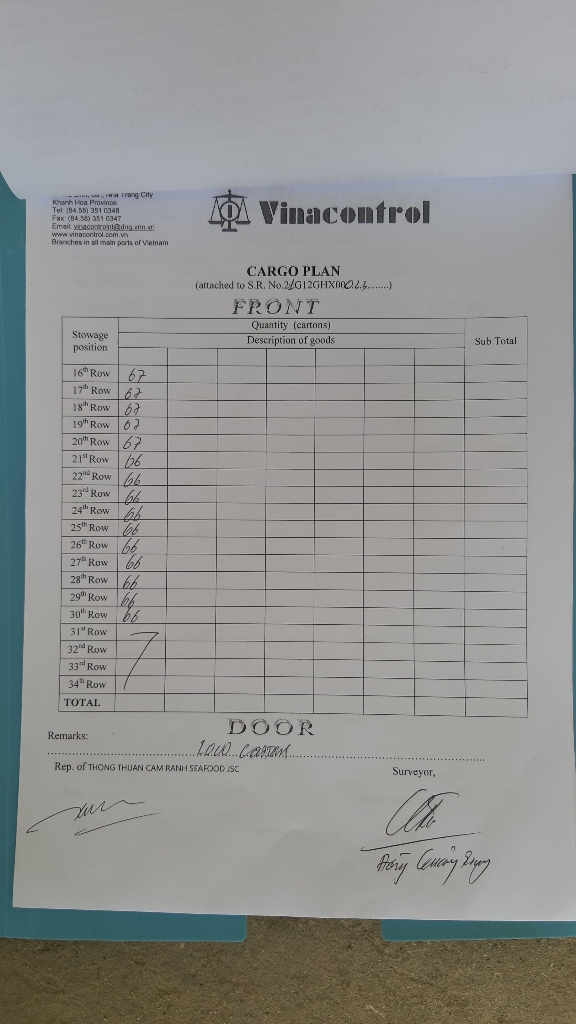 Trang City
Khanh Hoa Province
Tel: (84.58) 351 0348
Fax: (84.58) 351 0347
Email: vinacontrolnt@dng.vnn.vn
www.vinacontrol.com.vn
Branches in all main ports of Vietnam
Vinacontrol
CARGO PLAN
(attached to S.R. No.21G12GHX00.........)
FRONT
Stowage position Quantity (cartons) Sub Total
Description of goods
16th Row 67
17th Row 67
18th Row 67
19th Row 67
20th Row 67
21st Row 66
22nd Row 66
23rd Row 66
24th Row 66
25th Row 66
26th Row 66
27th Row 66
28th Row 66
29th Row 66
30th Row 66
31st Row
32nd Row
33rd Row
34th Row
TOTAL
DOOR
Remarks:
Rep. of THONG THUAN CAM RANH SEAFOOD JSC
Surveyor,